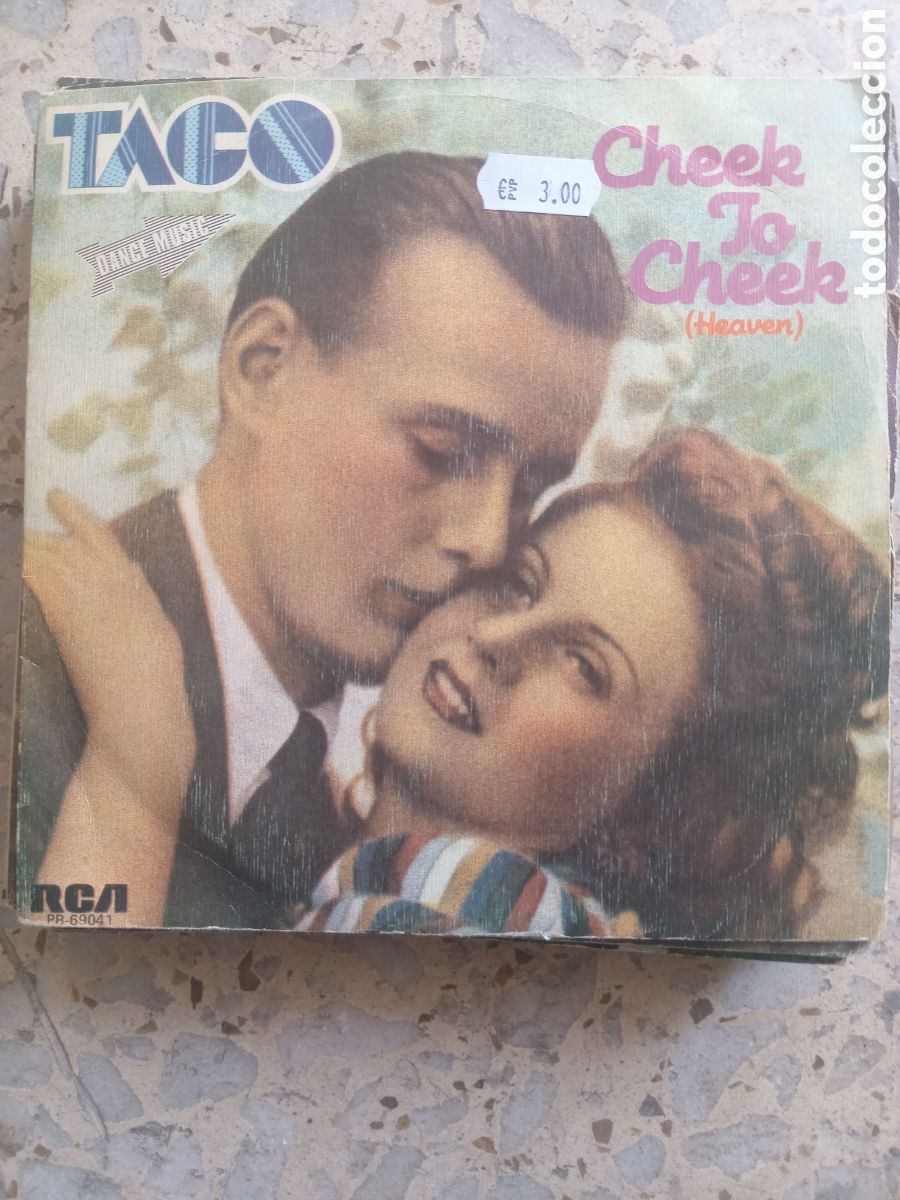 TACO
DANCE MUSIC
€ PVP 3.00
Cheek
To
Cheek
(Heaven)
RCA
PB-69041
todocoleccion